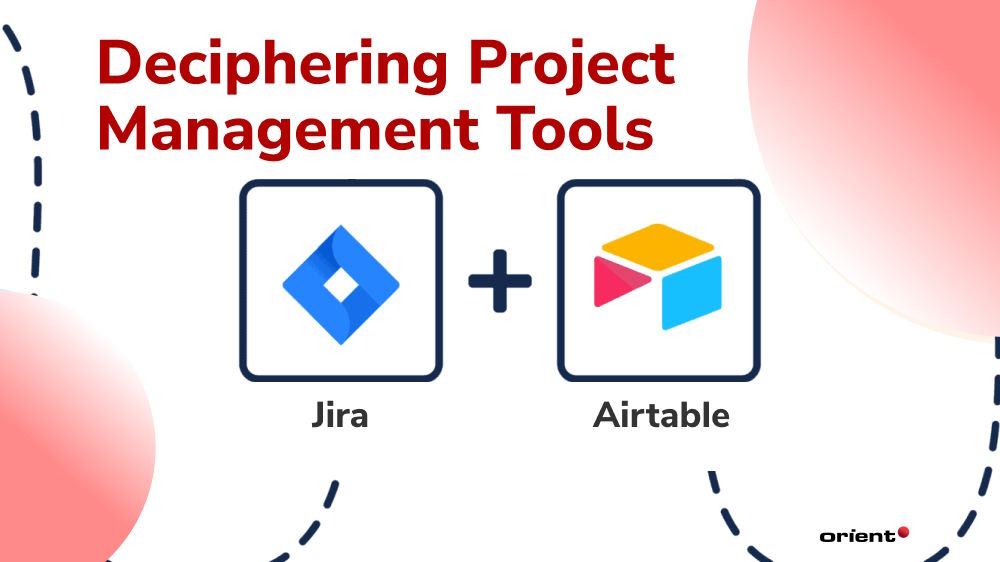 Deciphering Project
Management Tools
Jira
Airtable
orient